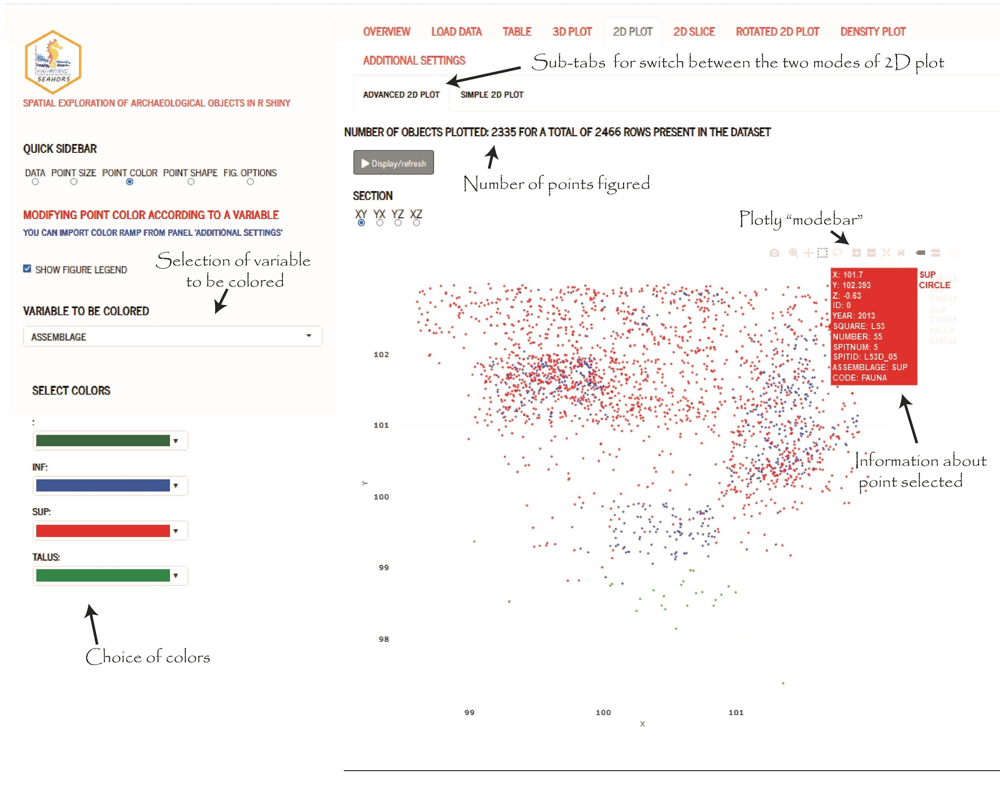 OVERVIEW LOAD DATA TABLE 3D PLOT 2D PLOT 2D SLICE ROTATED 2D PLOT DENSITY PLOT
ADDITIONAL SETTINGS
Sub-tabs for switch between the two modes of 2D plot
ADVANCED 2D PLOT SIMPLE 2D PLOT
SEAHORS
SPATIAL EXPLORATION OF ARCHAEOLOGICAL OBJECTS IN R SHINY
QUICK SIDEBAR
DATA POINT SIZE POINT COLOR POINT SHAPE FIG. OPTIONS
MODIFYING POINT COLOR ACCORDING TO A VARIABLE
YOU CAN IMPORT COLOR RAMP FROM PANEL 'ADDITIONAL SETTINGS'
SHOW FIGURE LEGEND
Selection of variable
to be colored
VARIABLE TO BE COLORED
ASSEMBLAGE
SELECT COLORS
:
INF:
SUP:
TALUS:
Choice of colors
NUMBER OF OBJECTS PLOTTED: 2335 FOR A TOTAL OF 2466 ROWS PRESENT IN THE DATASET
Display/refresh
Number of points figured
SECTION
XY YX YZ XZ
Plotly “modebar”
X: 101.7
Y: 102.393
Z: -0.63
ID: 0
YEAR: 2013
SQUARE: L53
NUMBER: 55
SPITNUM: 5
SPITID: L53D_05
ASSEMBLAGE: SUP
CODE: FAUNA
SUP
CIRCLE
CIRCLE
SUP
CIRCLE
TALUS
CIRCLE
Information about
point selected
102
101
100
99
98
Y
99 100 101
X